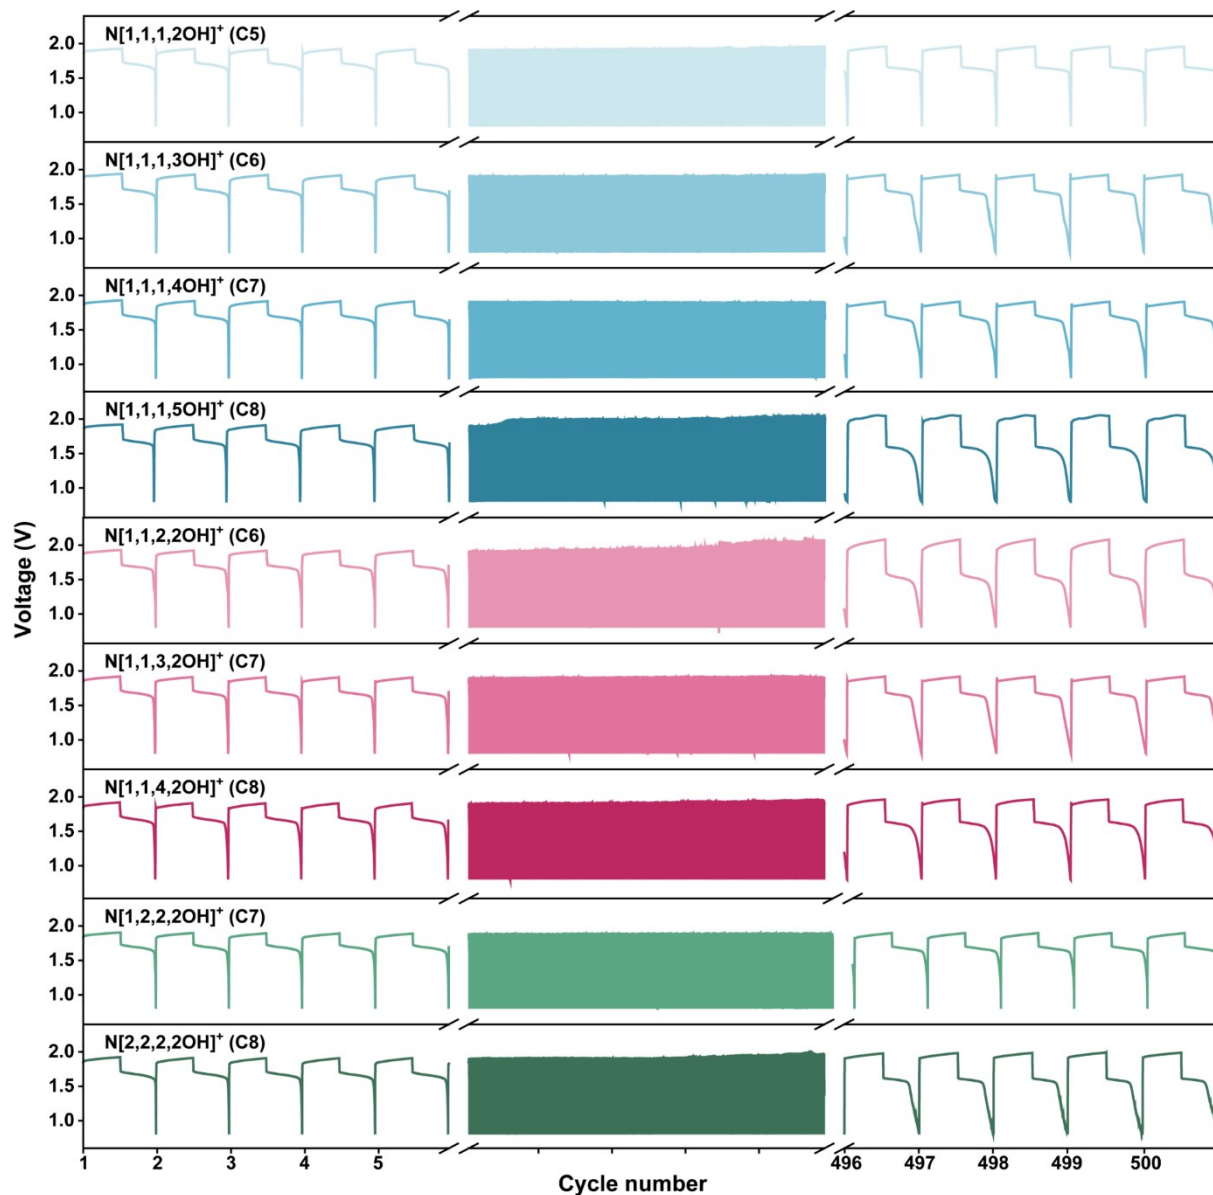 N[1,1,1,2OH]⁺ (C5)
2.0
1.5
1.0
N[1,1,1,3OH]⁺ (C6)
2.0
1.5
1.0
N[1,1,1,4OH]⁺ (C7)
2.0
1.5
1.0
N[1,1,1,5OH]⁺ (C8)
2.0
1.5
1.0
N[1,1,2,2OH]⁺ (C6)
2.0
1.5
1.0
Voltage (V)
N[1,1,3,2OH]⁺ (C7)
2.0
1.5
1.0
N[1,1,4,2OH]⁺ (C8)
2.0
1.5
1.0
N[1,2,2,2OH]⁺ (C7)
2.0
1.5
1.0
N[2,2,2,2OH]⁺ (C8)
2.0
1.5
1.0
1 2 3 4 5 496 497 498 499 500
Cycle number